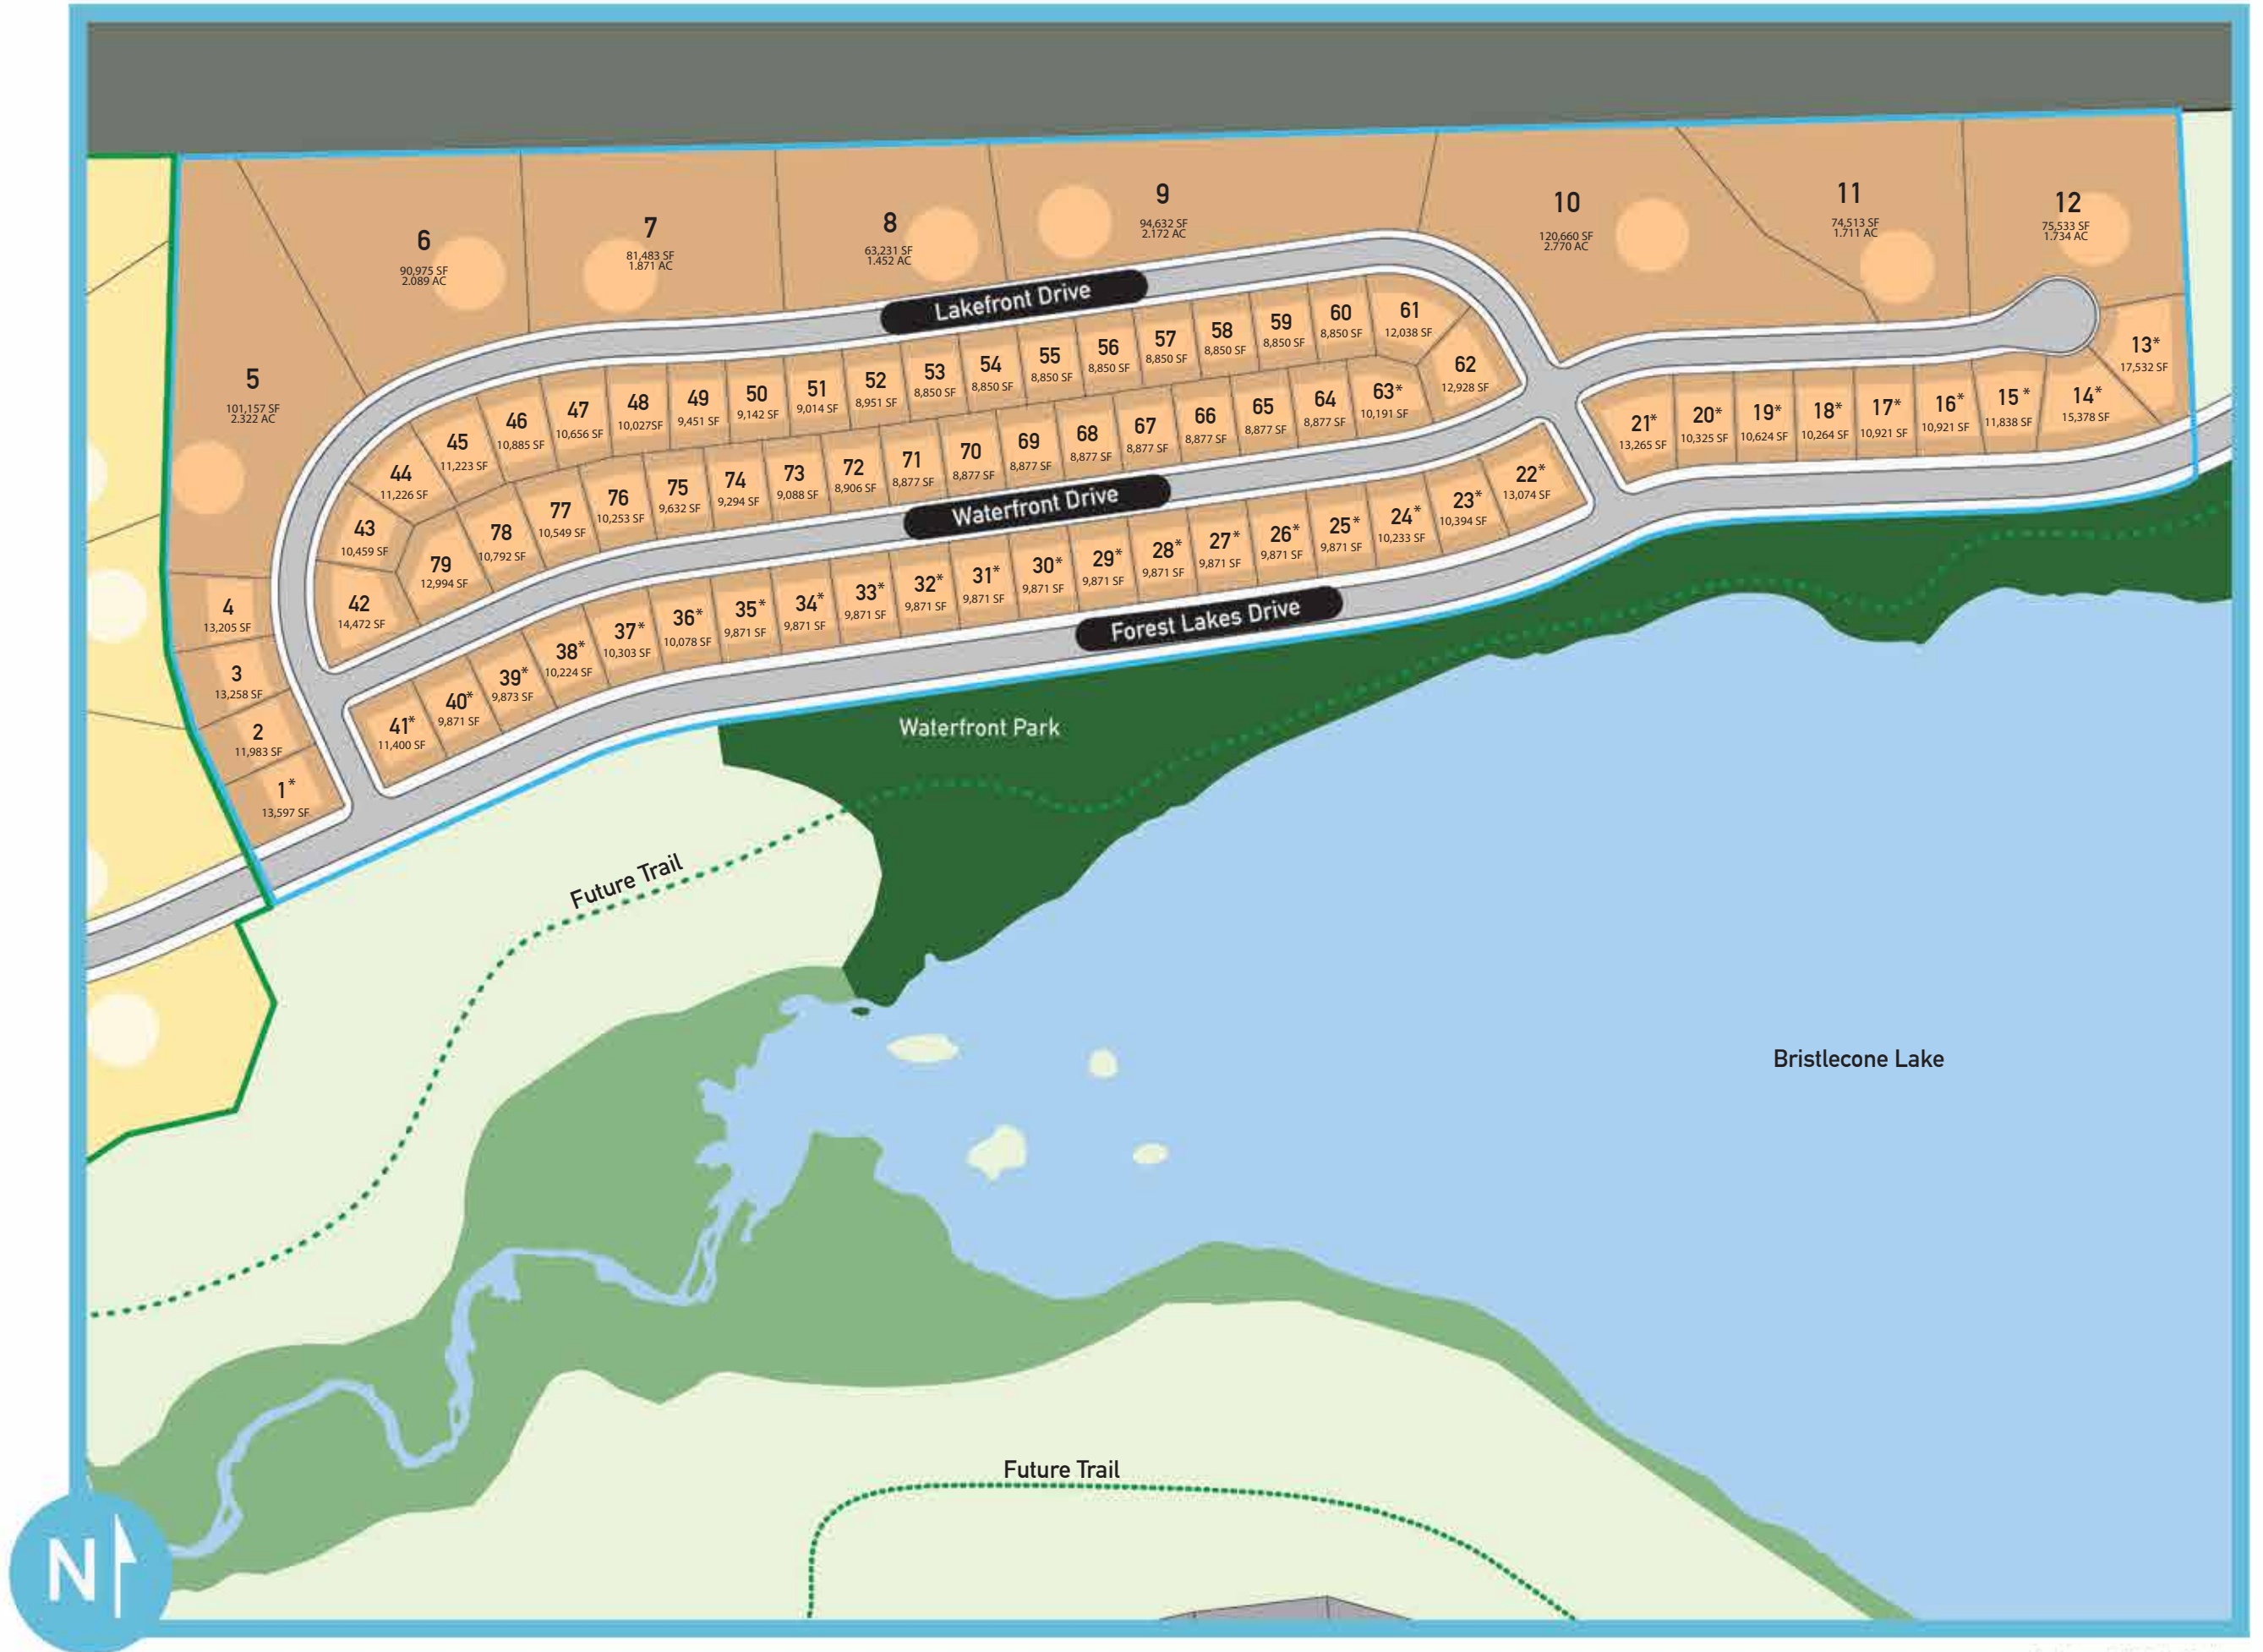 9
94,632 SF
2.172 AC
10
120,660 SF
2.770 AC
11
74,513 SF
1.711 AC
12
75,533 SF
1.734 AC
6
90,975 SF
2.089 AC
7
81,483 SF
1.871 AC
8
63,231 SF
1.452 AC
5
101,157 SF
2.322 AC
Lakefront Drive
42
14,472 SF
43
10,459 SF
44
11,226 SF
45
11,223 SF
46
10,885 SF
47
10,656 SF
48
10,027SF
49
9,451 SF
50
9,142 SF
51
9,014 SF
52
8,951 SF
53
8,850 SF
54
8,850 SF
55
8,850 SF
56
8,850 SF
57
8,850 SF
58
8,850 SF
59
8,850 SF
60
8,850 SF
61
12,038 SF
62
12,928 SF
63*
10,191 SF
64
8,877 SF
65
8,877 SF
66
8,877 SF
67
8,877 SF
68
8,877 SF
69
8,877 SF
70
8,877 SF
71
8,877 SF
72
8,906 SF
73
9,088 SF
74
9,294 SF
75
9,632 SF
76
10,253 SF
77
10,549 SF
78
10,792 SF
79
12,994 SF
13*
17,532 SF
14*
15,378 SF
15*
11,838 SF
16*
10,921 SF
17*
10,921 SF
18*
10,264 SF
19*
10,624 SF
20*
10,325 SF
21*
13,265 SF
Waterfront Drive
22*
13,074 SF
23*
10,394 SF
24*
10,233 SF
25*
9,871 SF
26*
9,871 SF
27*
9,871 SF
28*
9,871 SF
29*
9,871 SF
30*
9,871 SF
31*
9,871 SF
32*
9,871 SF
33*
9,871 SF
34*
9,871 SF
35*
9,871 SF
36*
10,078 SF
37*
10,303 SF
38*
10,224 SF
39*
9,873 SF
40*
9,871 SF
41*
11,400 SF
4
13,205 SF
3
13,258 SF
2
11,983 SF
1*
13,597 SF
Forest Lakes Drive
Waterfront Park
Future Trail
Bristlecone Lake
Future Trail
N